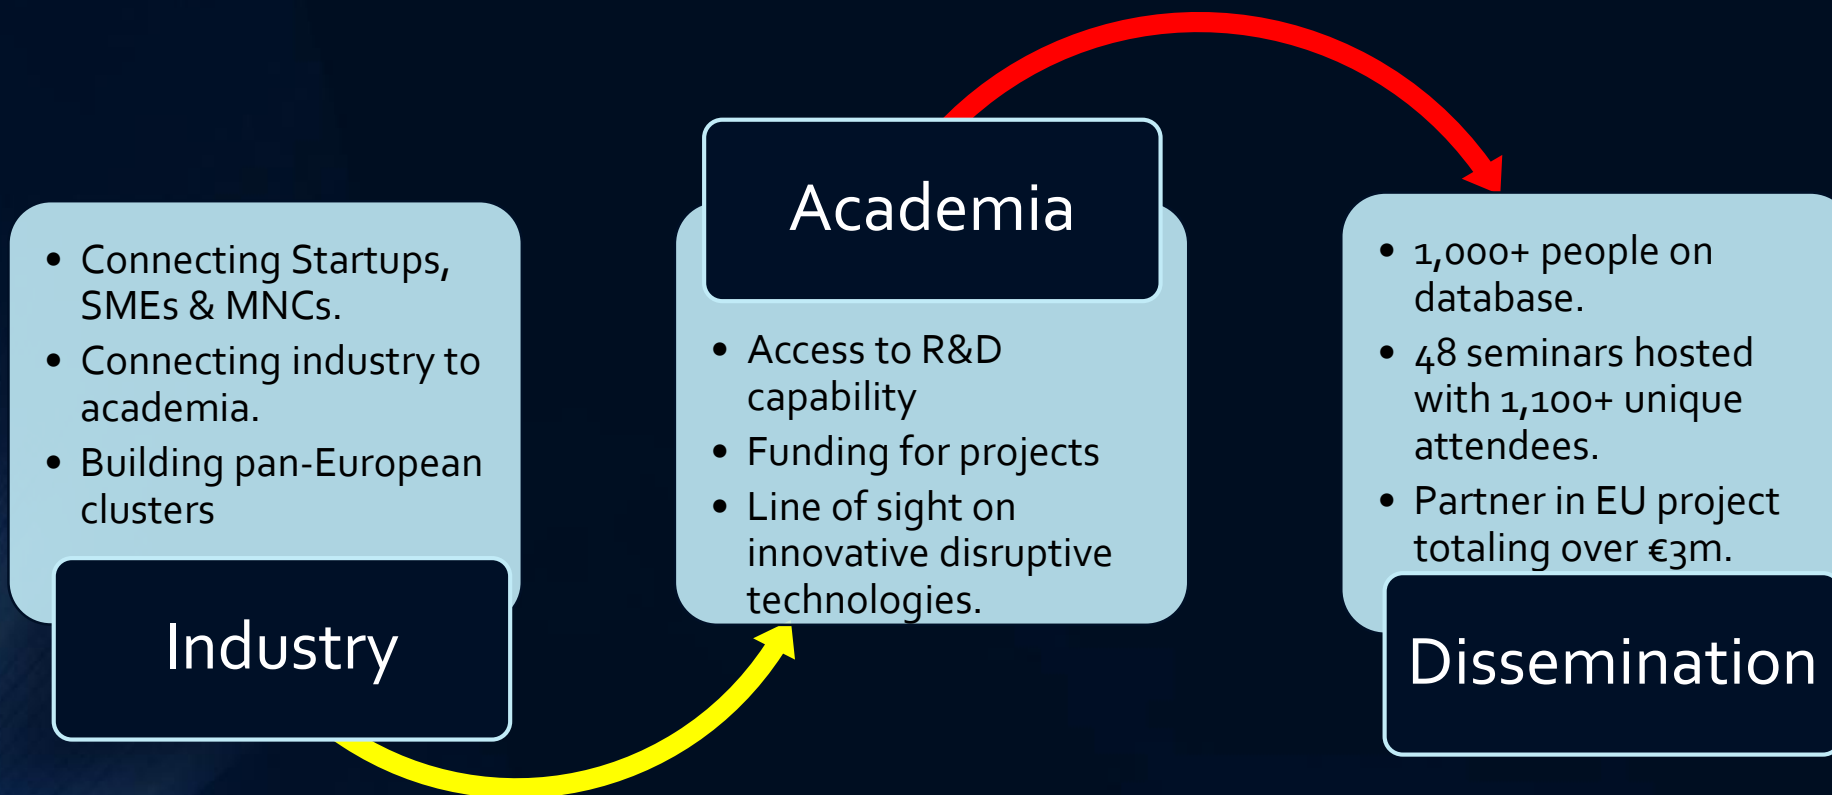 • Connecting Startups,
SMEs & MNCs.
• Connecting industry to
academia.
• Building pan-European
clusters
Industry
Academia
• Access to R&D
capability
• Funding for projects
• Line of sight on
innovative disruptive
technologies.
• 1,000+ people on
database.
• 48 seminars hosted
with 1,100+ unique
attendees.
• Partner in EU project
totaling over €3m.
Dissemination